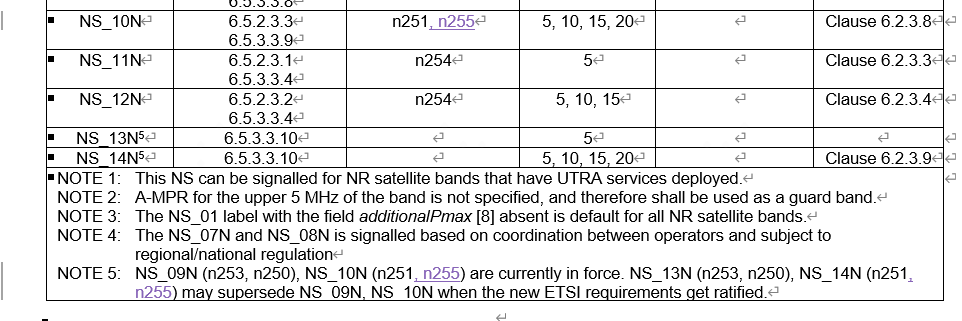 6.5.3.3.8
NS_10N 6.5.2.3.3 n251, n255 5, 10, 15, 20 Clause 6.2.3.8
6.5.3.3.9
NS_11N 6.5.2.3.1 n254 5 Clause 6.2.3.3
6.5.3.3.4
NS_12N 6.5.2.3.2 n254 5, 10, 15 Clause 6.2.3.4
6.5.3.3.4
NS_13N5 6.5.3.3.10 5
NS_14N5 6.5.3.3.10 5, 10, 15, 20 Clause 6.2.3.9
NOTE 1: This NS can be signalled for NR satellite bands that have UTRA services deployed.
NOTE 2: A-MPR for the upper 5 MHz of the band is not specified, and therefore shall be used as a guard band.
NOTE 3: The NS_01 label with the field additionalPmax [8] absent is default for all NR satellite bands.
NOTE 4: The NS_07N and NS_08N is signalled based on coordination between operators and subject to
regional/national regulation
NOTE 5: NS_09N (n253, n250), NS_10N (n251, n255) are currently in force. NS_13N (n253, n250), NS_14N (n251,
n255) may supersede NS_09N, NS_10N when the new ETSI requirements get ratified.